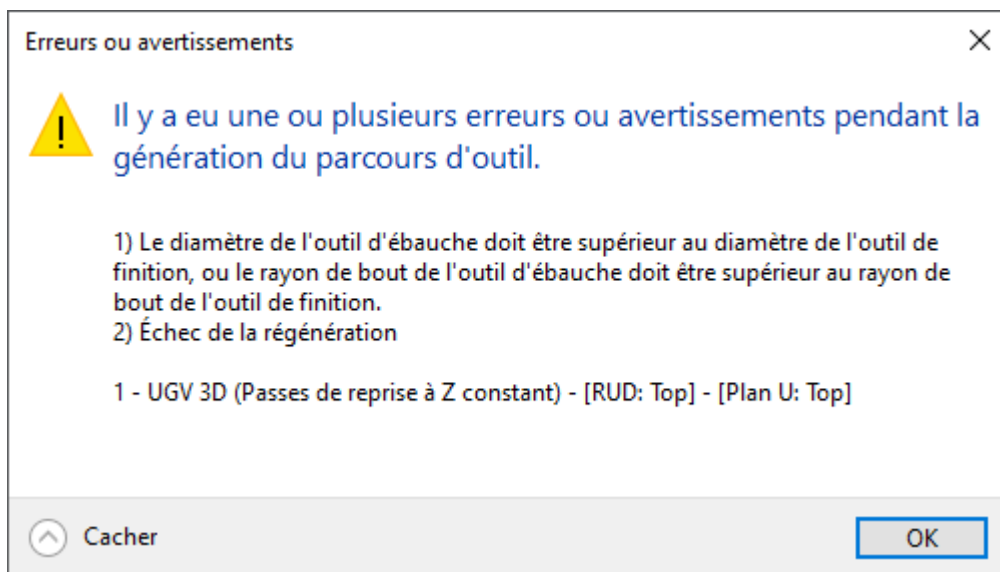 Erreurs ou avertissements
Il y a eu une ou plusieurs erreurs ou avertissements pendant la
génération du parcours d'outil.
1) Le diamètre de l'outil d'ébauche doit être supérieur au diamètre de l'outil de
finition, ou le rayon de bout de l'outil d'ébauche doit être supérieur au rayon de
bout de l'outil de finition.
2) Échec de la régénération
1 - UGV 3D (Passes de reprise à Z constant) - [RUD: Top] - [Plan U: Top]
Cacher
OK